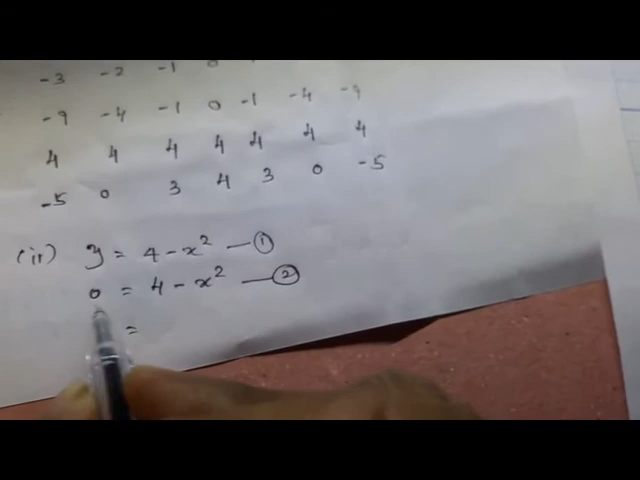 -3 -2 -1 0
-9 -4 -1 0 -1 -4 -9
4 4 4 4 4 4 4
-5 0 3 4 3 0 -5
(ii) y = 4 - x² — ①
0 = 4 - x² — ②
=